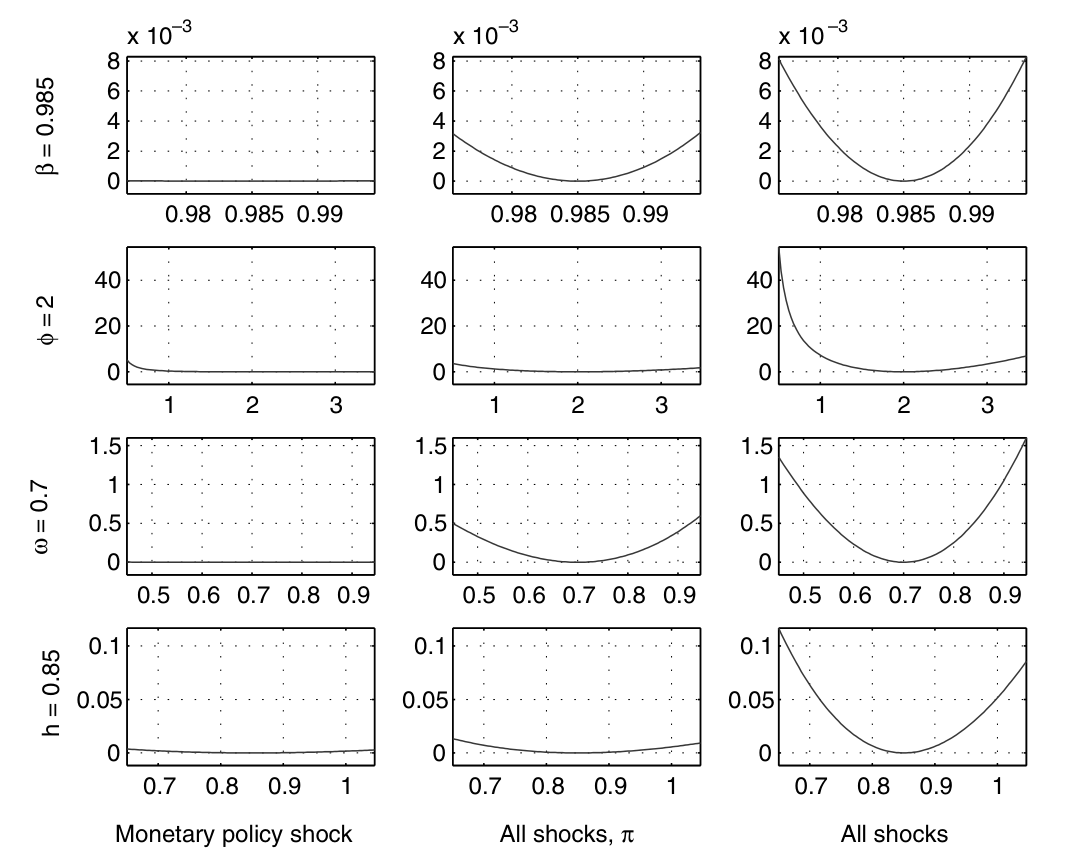 x 10⁻³ x 10⁻³ x 10⁻³
β = 0.985
8 8 8
6 6 6
4 4 4
2 2 2
0 0 0
0.98 0.985 0.99 0.98 0.985 0.99 0.98 0.985 0.99
ϕ = 2
40 40 40
20 20 20
0 0 0
1 2 3 1 2 3 1 2 3
ω = 0.7
1.5 1.5 1.5
1 1 1
0.5 0.5 0.5
0 0 0
0.5 0.6 0.7 0.8 0.9 0.5 0.6 0.7 0.8 0.9 0.5 0.6 0.7 0.8 0.9
h = 0.85
0.1 0.1 0.1
0.05 0.05 0.05
0 0 0
0.7 0.8 0.9 1 0.7 0.8 0.9 1 0.7 0.8 0.9 1
Monetary policy shock All shocks, π All shocks